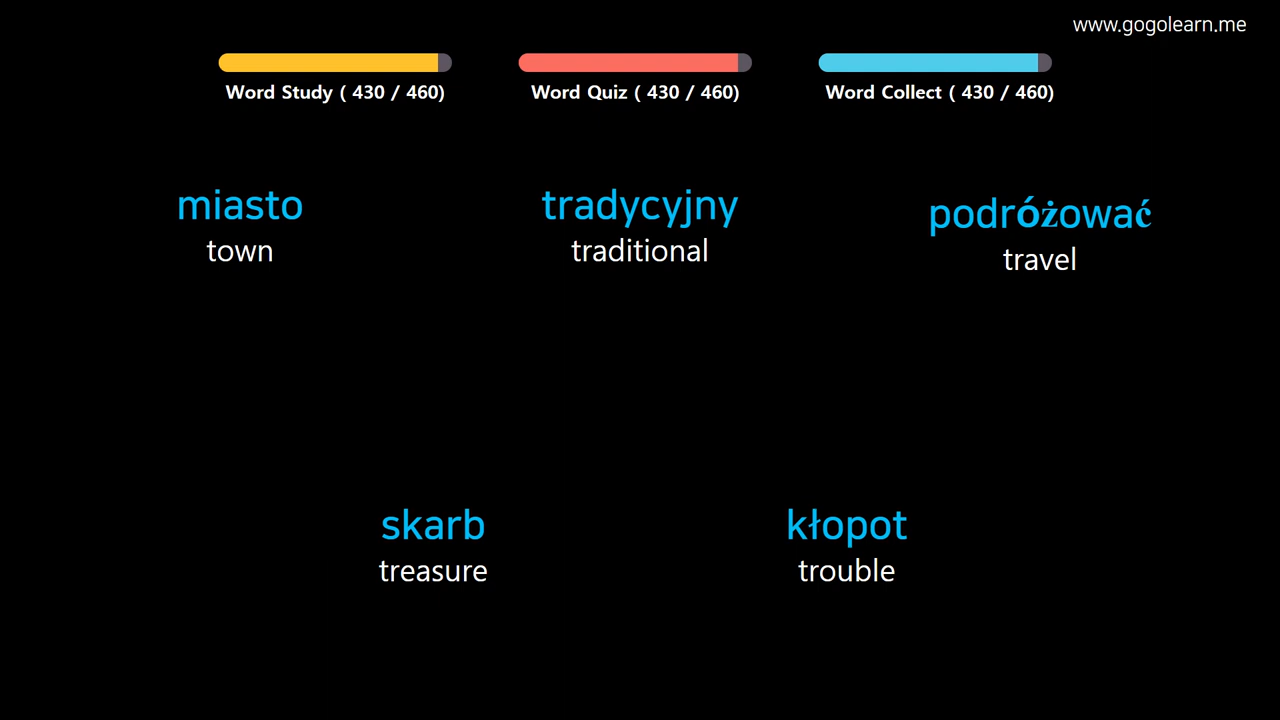 www.gogolearn.me
Word Study ( 430 / 460)
Word Quiz ( 430 / 460)
Word Collect ( 430 / 460)
miasto
town
tradycyjny
traditional
podróżować
travel
skarb
treasure
kłopot
trouble